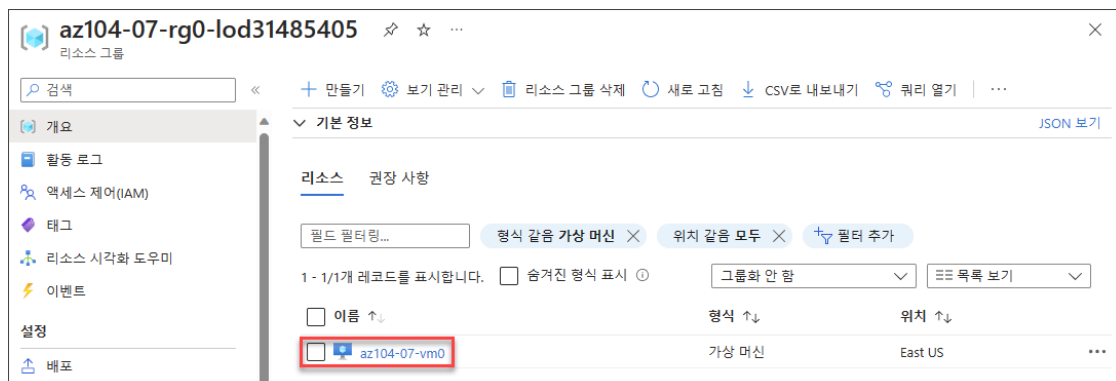 az104-07-rg0-lod31485405
리소스 그룹
검색
개요
활동 로그
액세스 제어(IAM)
태그
리소스 시각화 도우미
이벤트
설정
배포
만들기 보기 관리 리소스 그룹 삭제 새로 고침 CSV로 내보내기 쿼리 열기
기본 정보 JSON 보기
리소스 권장 사항
필드 필터링... 형식 같음 가상 머신 위치 같음 모두 필터 추가
1 - 1/1개 레코드를 표시합니다. 숨겨진 형식 표시 그룹화 안 함 목록 보기
이름 형식 위치
az104-07-vm0 가상 머신 East US